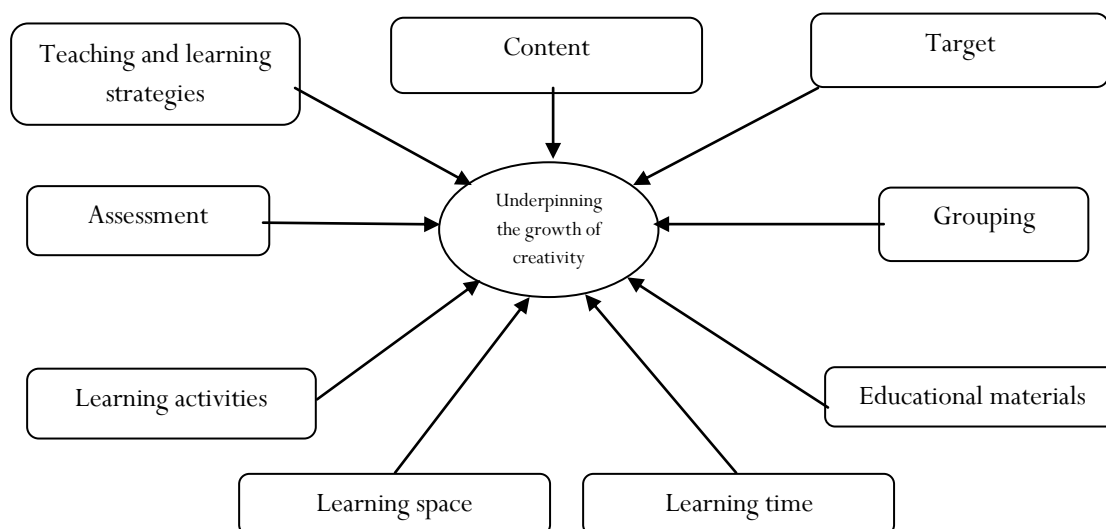 Teaching and learning
strategies
Content
Target
Assessment
Underpinning
the growth of
creativity
Grouping
Learning activities
Educational materials
Learning space
Learning time